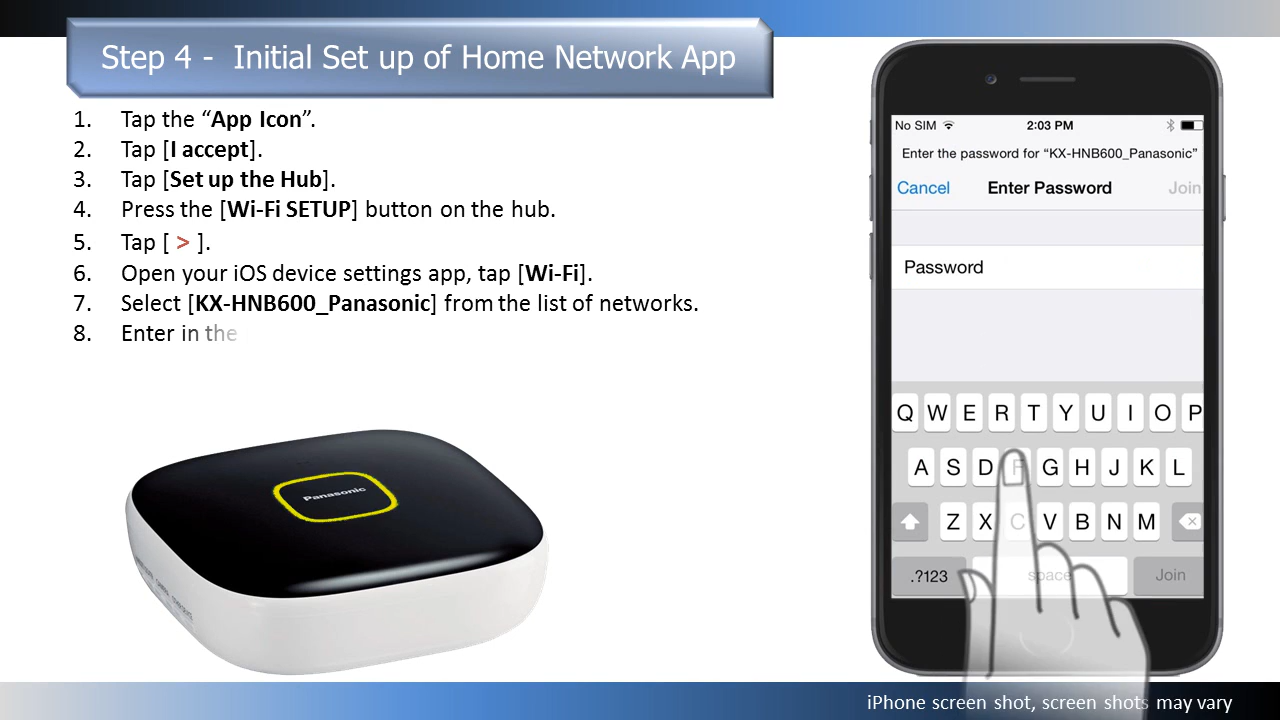 Step 4 - Initial Set up of Home Network App
1. Tap the “App Icon”.
2. Tap [I accept].
3. Tap [Set up the Hub].
4. Press the [Wi-Fi SETUP] button on the hub.
5. Tap [ > ].
6. Open your iOS device settings app, tap [Wi-Fi].
7. Select [KX-HNB600_Panasonic] from the list of networks.
8. Enter in the
Panasonic
No SIM 2:03 PM
Enter the password for “KX-HNB600_Panasonic”
Cancel Enter Password Join
Password
Q W E R T Y U I O P
A S D F G H J K L
Z X C V B N M
.?123 space Join
iPhone screen shot, screen shots may vary